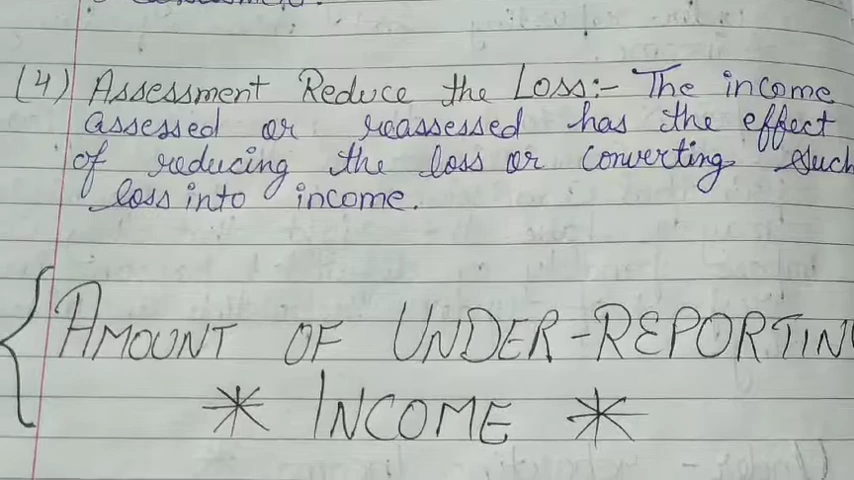 (4) Assessment Reduce the Loss:- The income
assessed or reassessed has the effect
of reducing the loss or converting such
loss into income.
AMOUNT OF UNDER-REPORTIN
* INCOME *